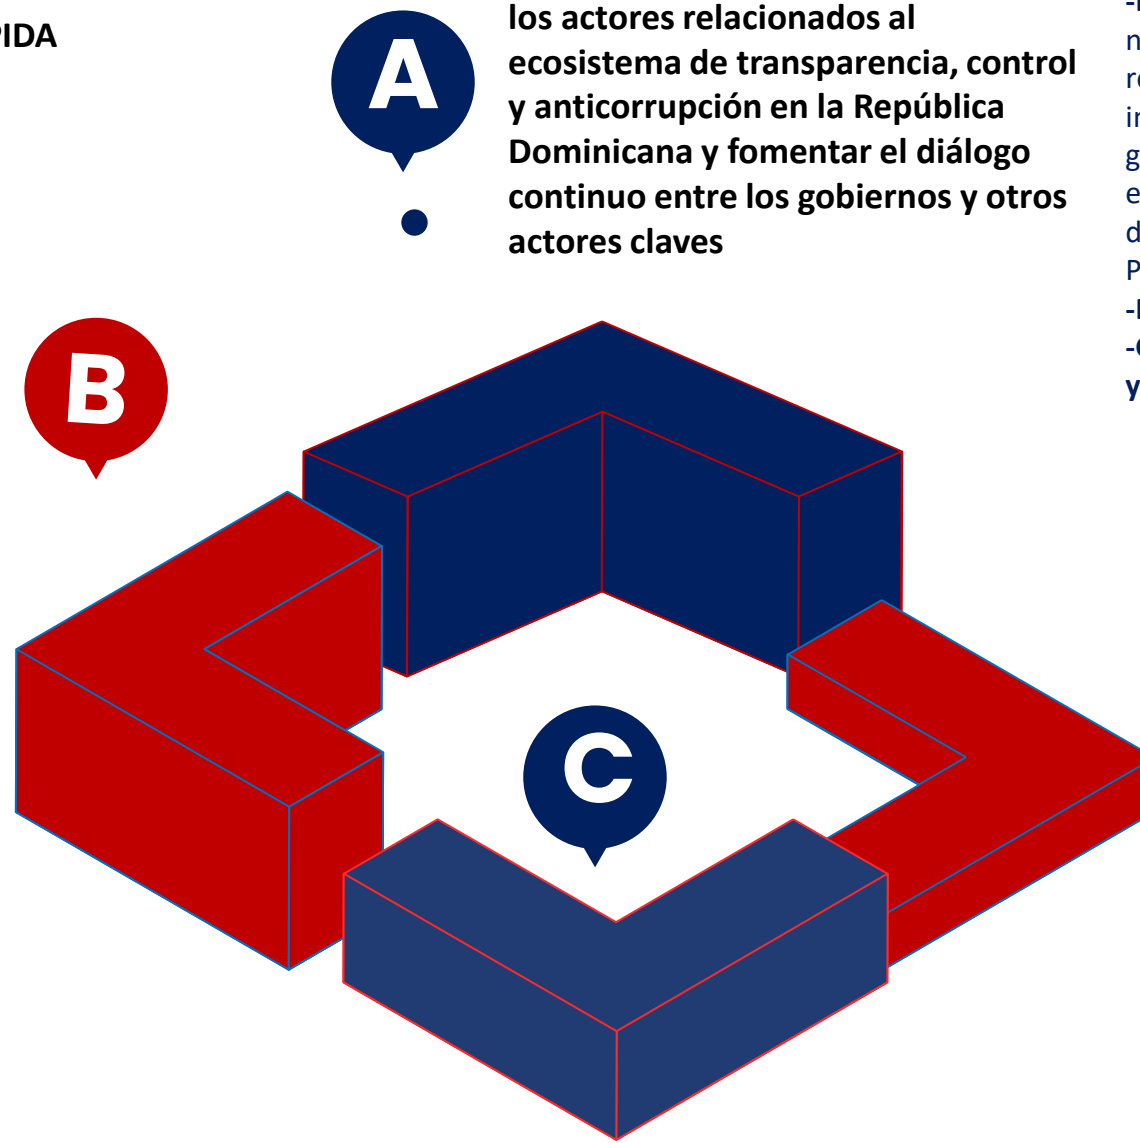 A
los actores relacionados al
ecosistema de transparencia, control
y anticorrupción en la República
Dominicana y fomentar el diálogo
continuo entre los gobiernos y otros
actores claves
B
C
y